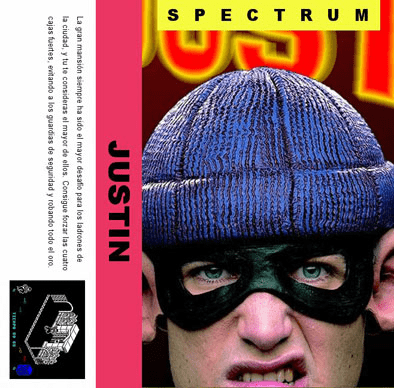 SPECTRUM
JUSTIN
La gran mansión siempre ha sido el mayor desafío para los ladrones de
la ciudad, y tu te consideras el mayor de ellos. Consigue forzar las cuatro
cajas fuertes, evitando a los guardias de seguridad y robando todo el oro.